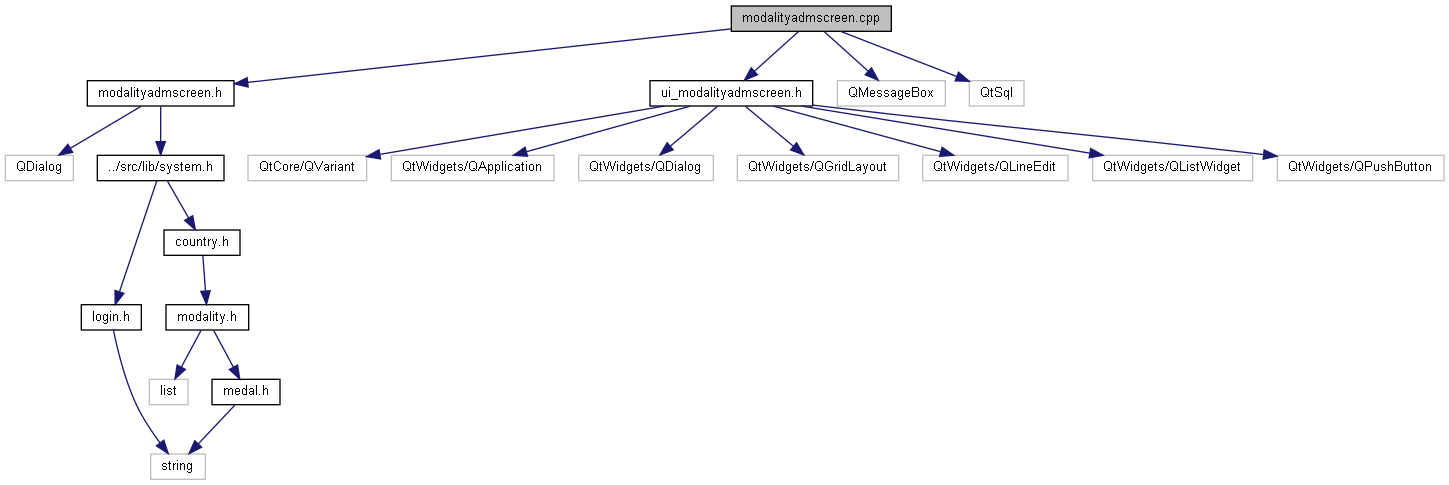 modalityadmscreen.cpp
modalityadmscreen.h
ui_modalityadmscreen.h
QMessageBox
QtSql
QDialog
../src/lib/system.h
QtCore/QVariant
QtWidgets/QApplication
QtWidgets/QDialog
QtWidgets/QGridLayout
QtWidgets/QLineEdit
QtWidgets/QListWidget
QtWidgets/QPushButton
country.h
login.h
modality.h
list
medal.h
string